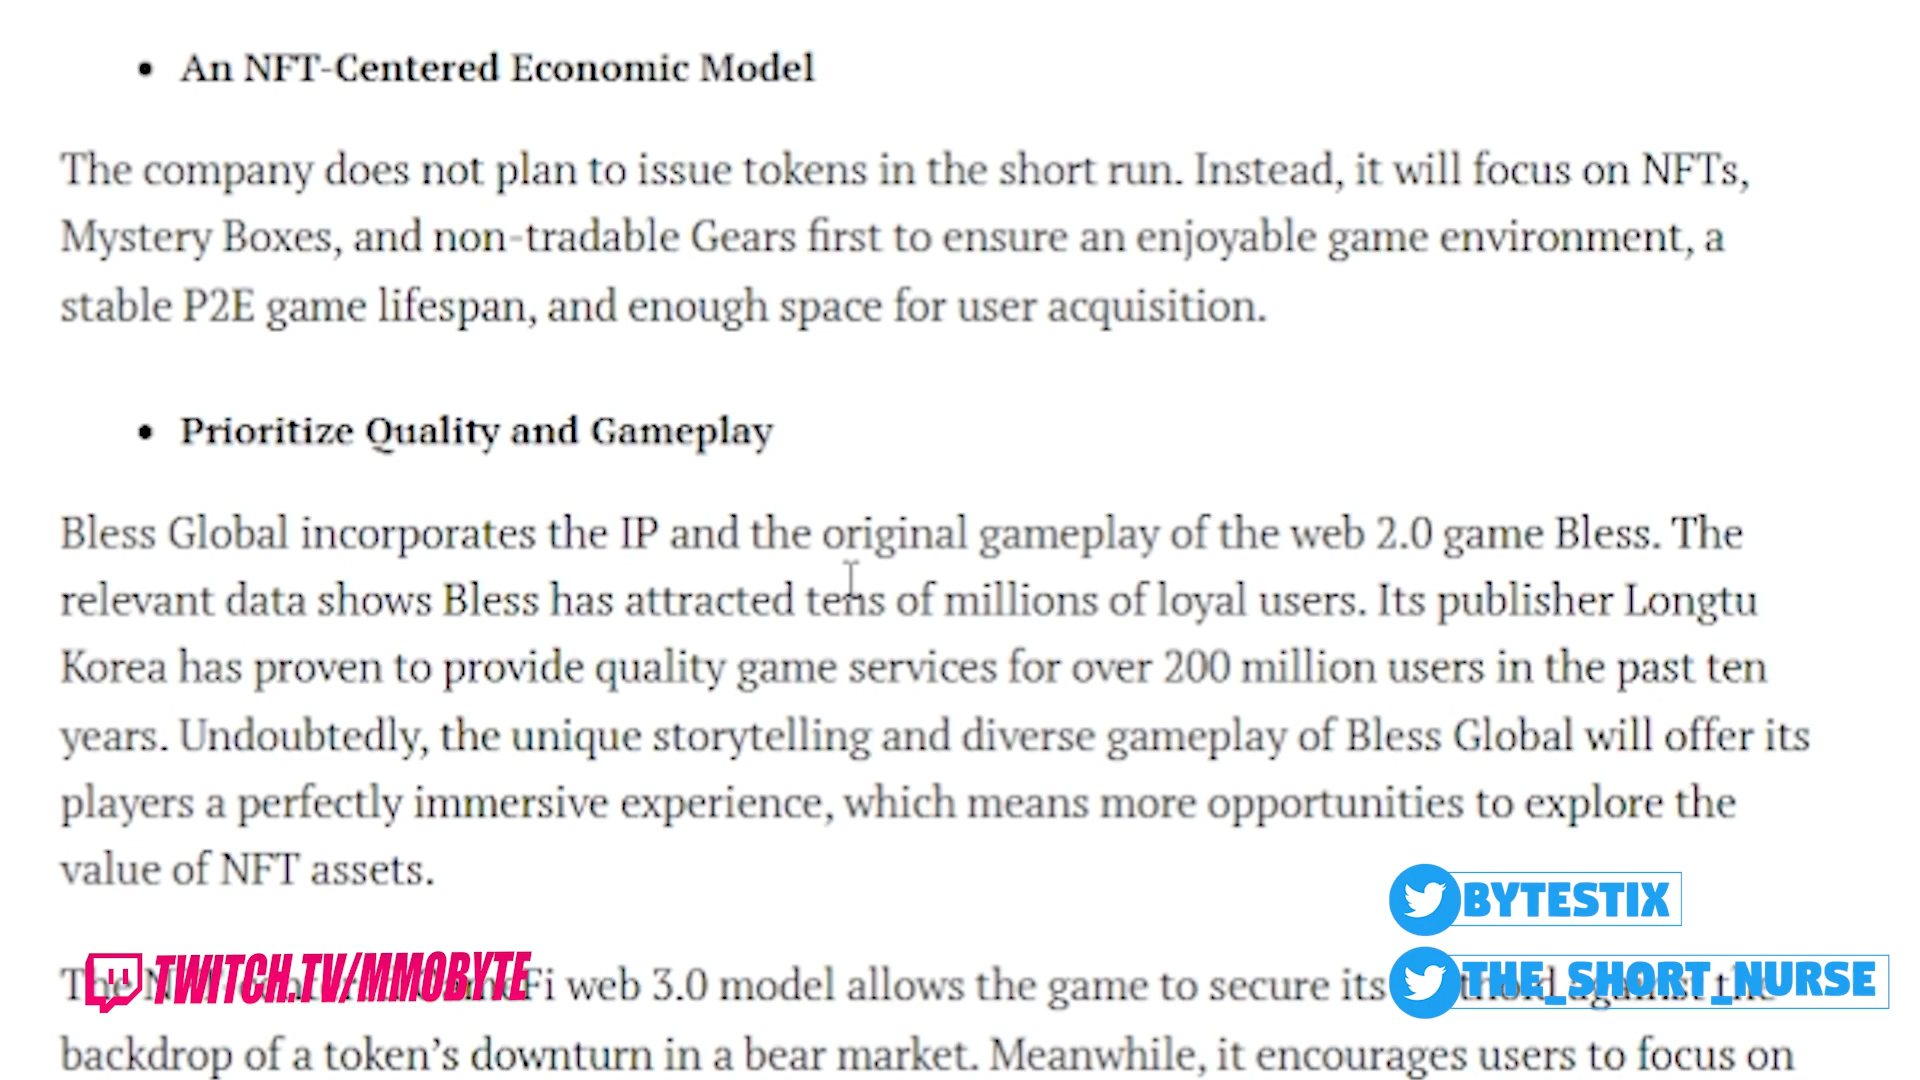 • An NFT-Centered Economic Model
The company does not plan to issue tokens in the short run. Instead, it will focus on NFTs,
Mystery Boxes, and non-tradable Gears first to ensure an enjoyable game environment, a
stable P2E game lifespan, and enough space for user acquisition.
• Prioritize Quality and Gameplay
Bless Global incorporates the IP and the original gameplay of the web 2.0 game Bless. The
relevant data shows Bless has attracted tens of millions of loyal users. Its publisher Longtu
Korea has proven to provide quality game services for over 200 million users in the past ten
years. Undoubtedly, the unique storytelling and diverse gameplay of Bless Global will offer its
players a perfectly immersive experience, which means more opportunities to explore the
value of NFT assets.
BYTESTIX
The web 3.0 model allows the game to secure its against the
TWITCH.TV/MMOBYTE
THE_SHORT_NURSE
backdrop of a token's downturn in a bear market. Meanwhile, it encourages users to focus on